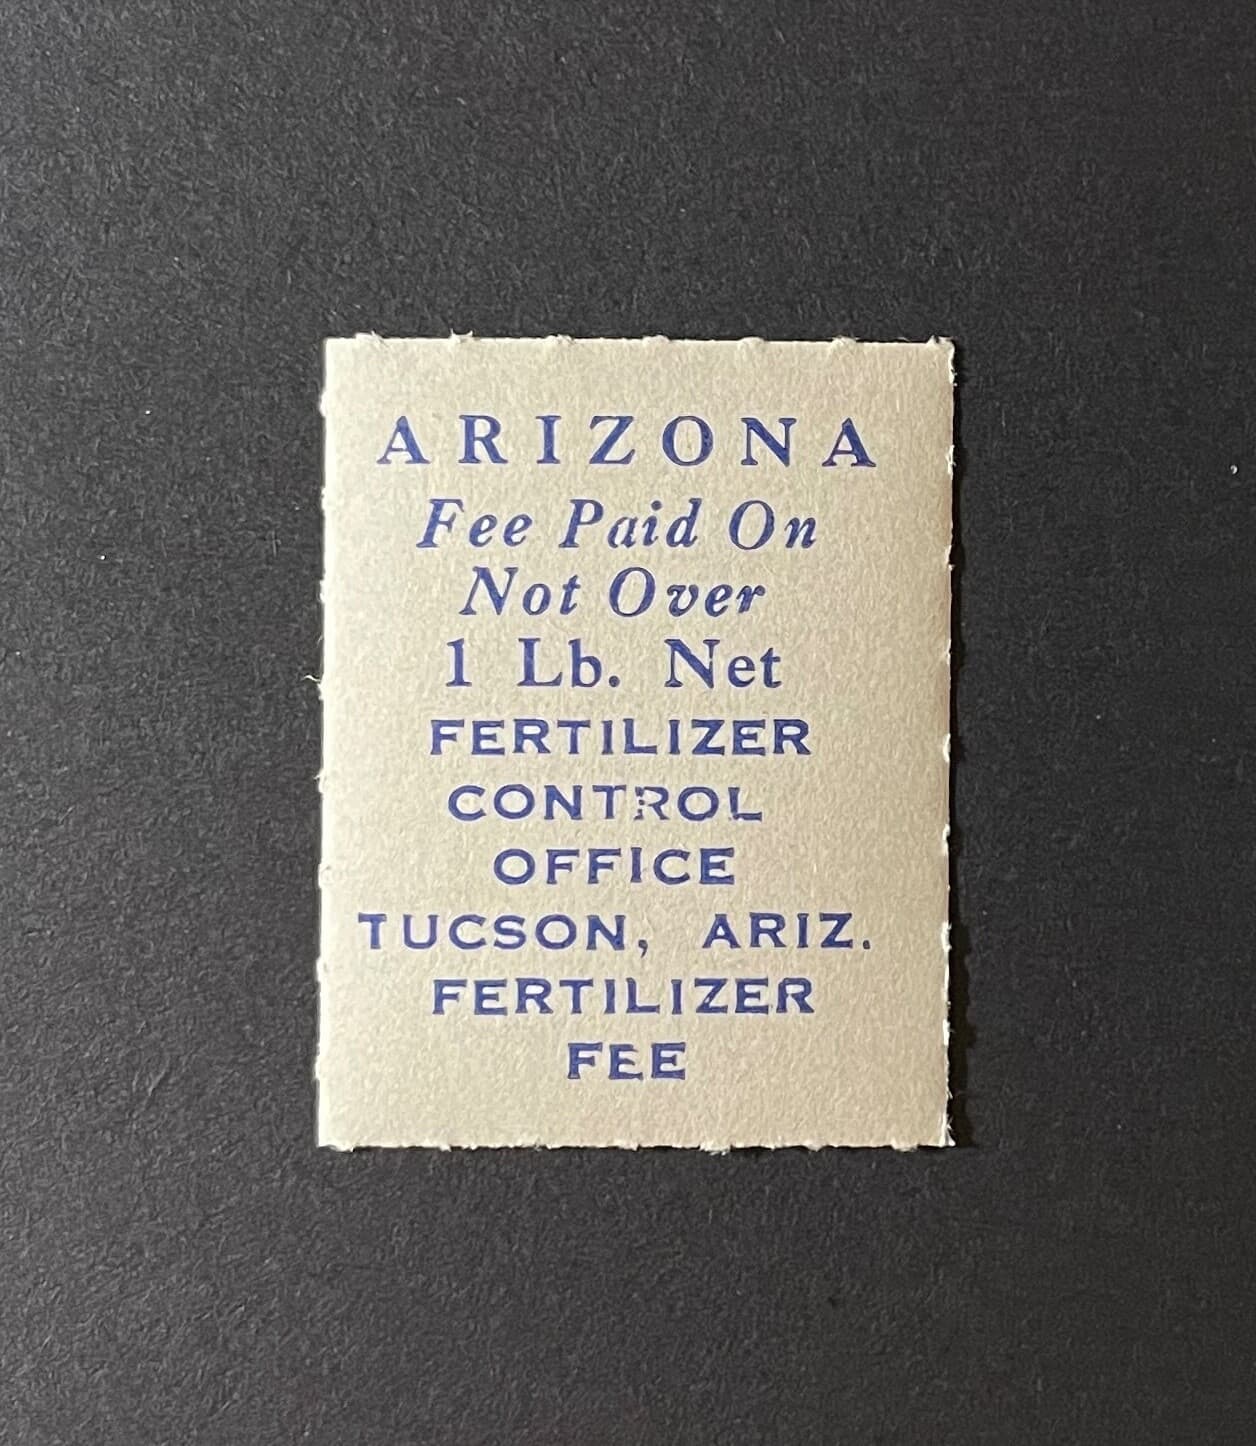 ARIZONA
Fee Paid On
Not Over
1 Lb. Net
FERTILIZER
CONTROL
OFFICE
TUCSON, ARIZ.
FERTILIZER
FEE